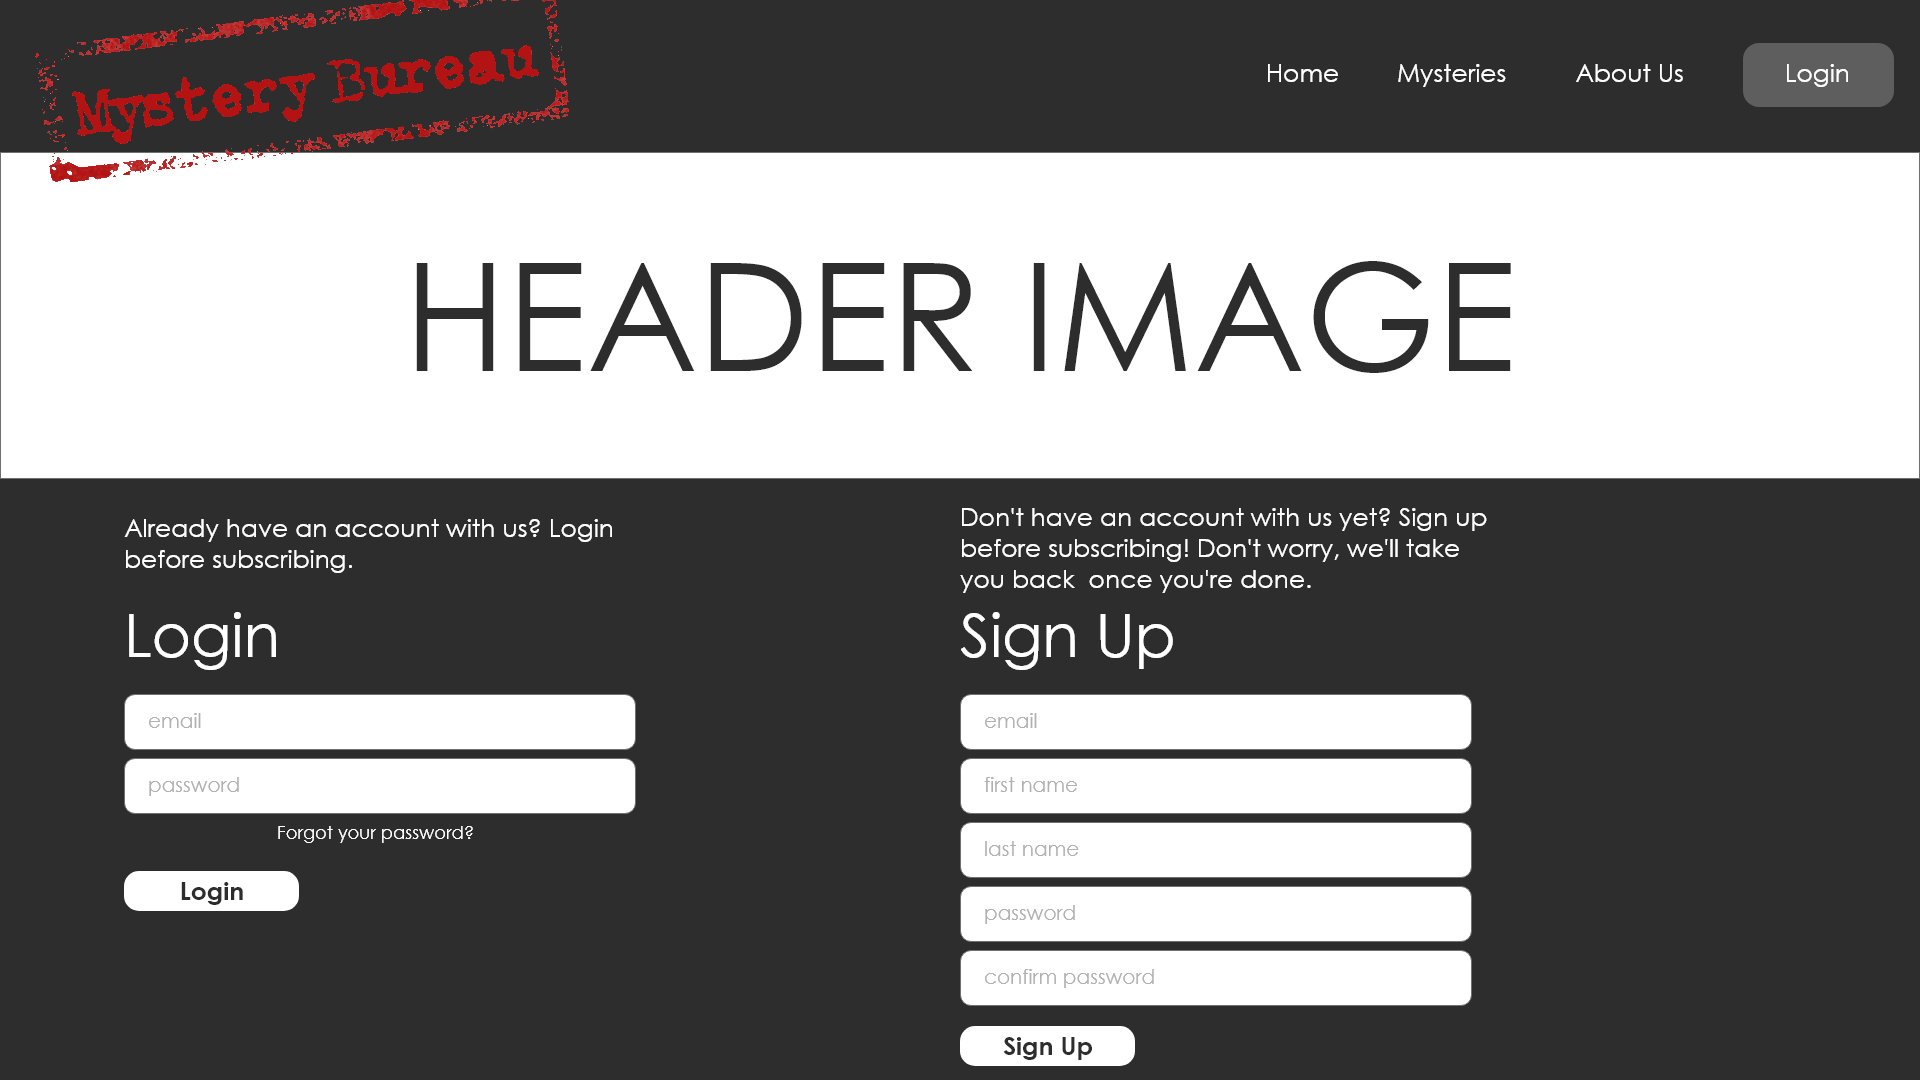 Mystery Bureau
Home
Mysteries
About Us
Login
HEADER IMAGE
Already have an account with us? Login
before subscribing.
Login
email
password
Forgot your password?
Login
Don't have an account with us yet? Sign up
before subscribing! Don't worry, we'll take
you back  once you're done.
Sign Up
email
first name
last name
password
confirm password
Sign Up